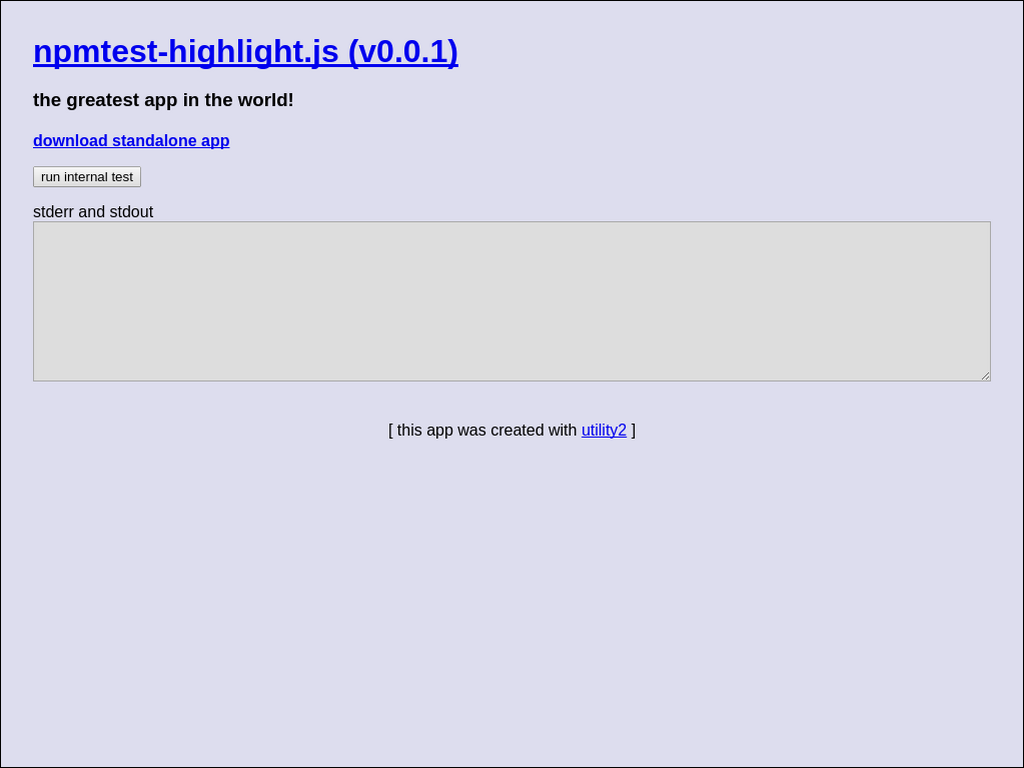 npmtest-highlight.js (v0.0.1)
the greatest app in the world!
download standalone app
run internal test
stderr and stdout
[ this app was created with utility2 ]